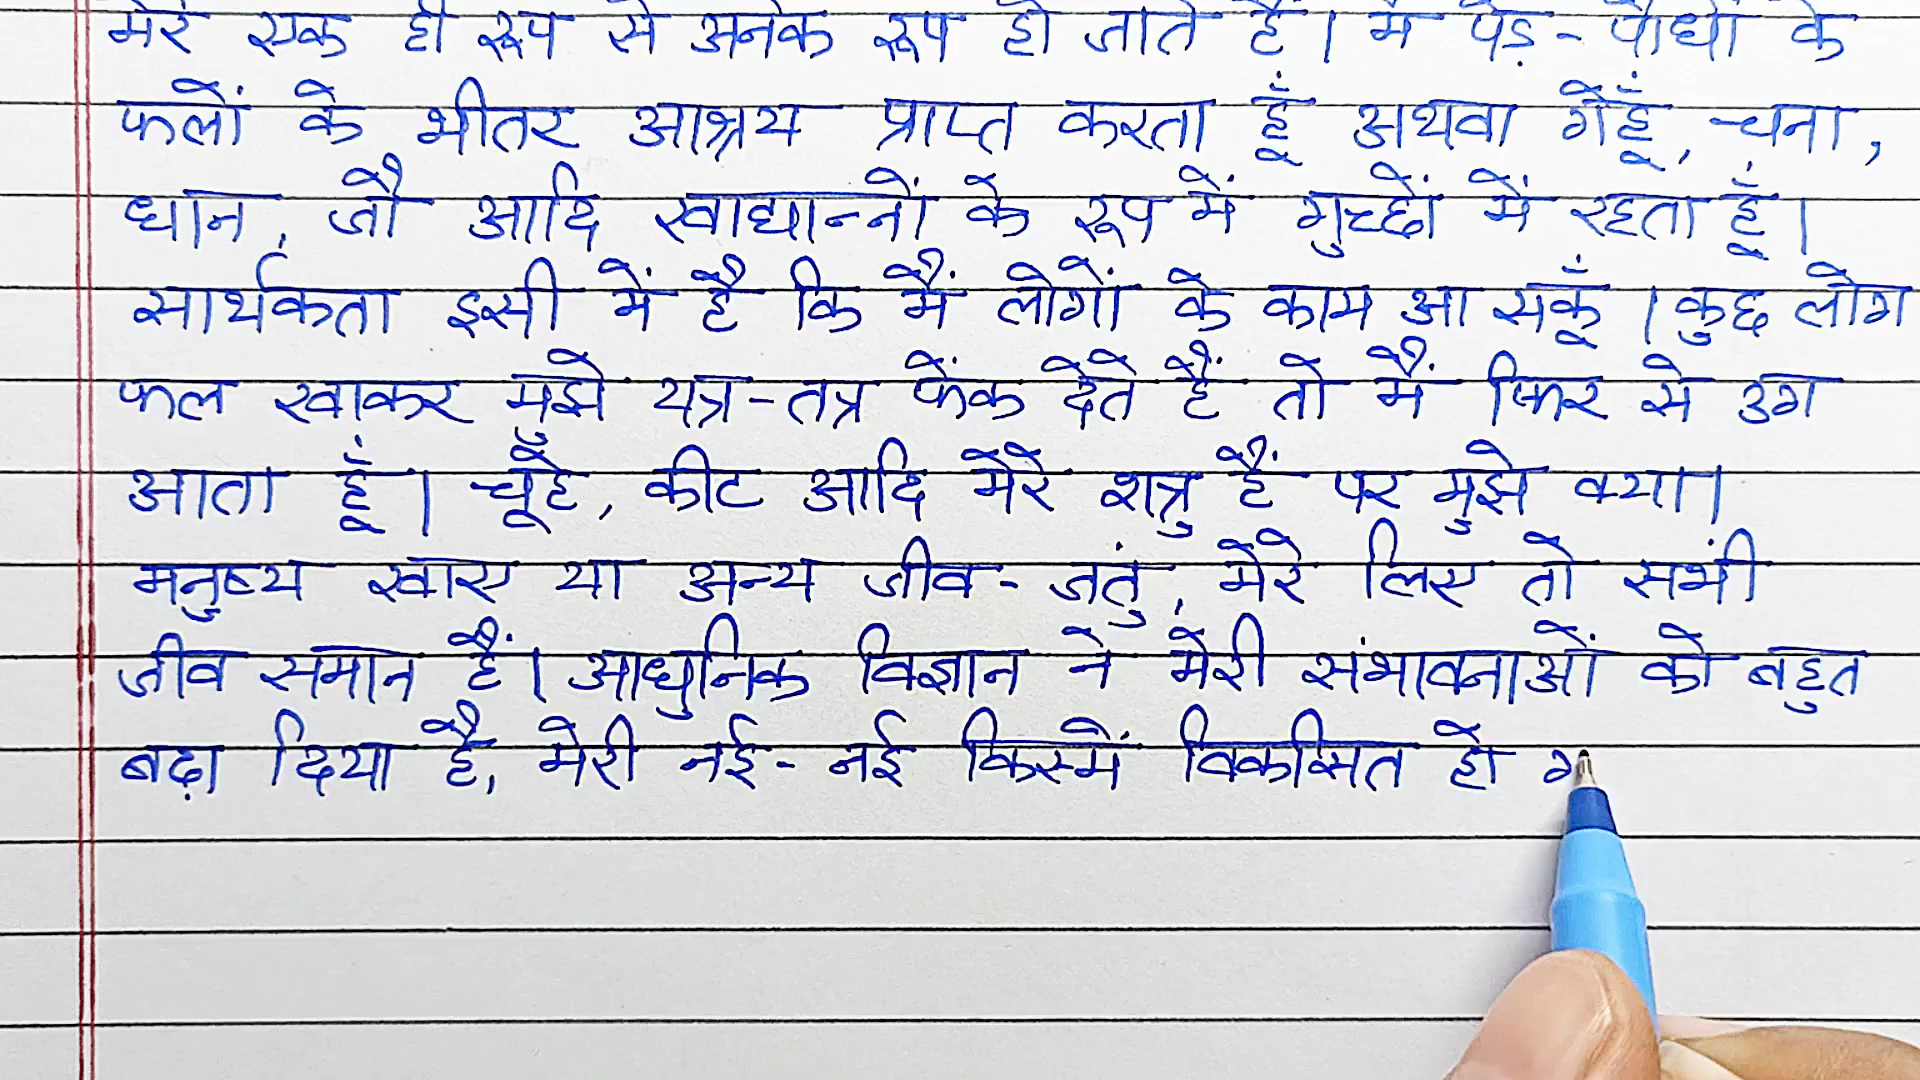 मेरे एक ही रूप से अनेक रूप हो जाते हैं। मैं पेड़-पौधों के
फलों के भीतर आश्रय प्राप्त करता हूँ अथवा गेहूँ, चना,
धान, जौ आदि खाद्यान्नों के रूप में गुच्छों में रहता हूँ।
सार्थकता इसी में है कि मैं लोगों के काम आ सकूँ। कुछ लोग
फल खाकर मुझे यत्र-तत्र फेंक देते हैं तो मैं फिर से उग
आता हूँ। चूहे, कीट आदि मेरे शत्रु हैं पर मुझे क्या।
मनुष्य खाए या अन्य जीव-जंतु, मेरे लिए तो सभी
जीव समान हैं। आधुनिक विज्ञान ने मेरी संभावनाओं को बहुत
बढ़ा दिया है, मेरी नई-नई किस्में विकसित हो ग